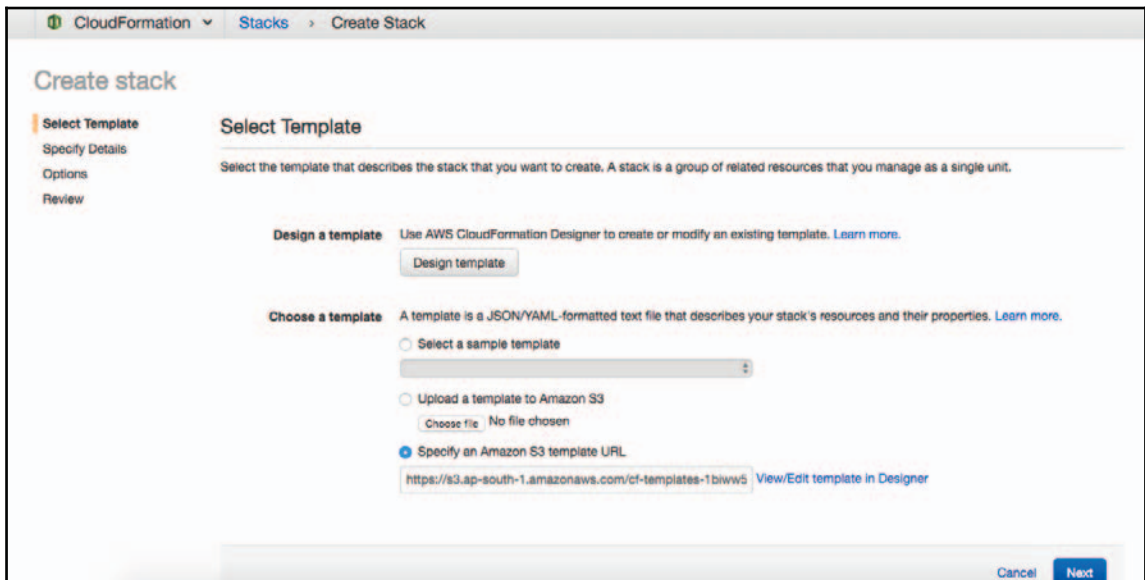 CloudFormation Stacks > Create Stack
Create stack
Select Template
Specify Details
Options
Review
Select Template
Select the template that describes the stack that you want to create. A stack is a group of related resources that you manage as a single unit.
Design a template Use AWS CloudFormation Designer to create or modify an existing template. Learn more.
Design template
Choose a template A template is a JSON/YAML-formatted text file that describes your stack's resources and their properties. Learn more.
Select a sample template
Upload a template to Amazon S3
Choose file No file chosen
Specify an Amazon S3 template URL
https://s3.ap-south-1.amazonaws.com/cf-templates-1biww5 View/Edit template in Designer
Cancel Next